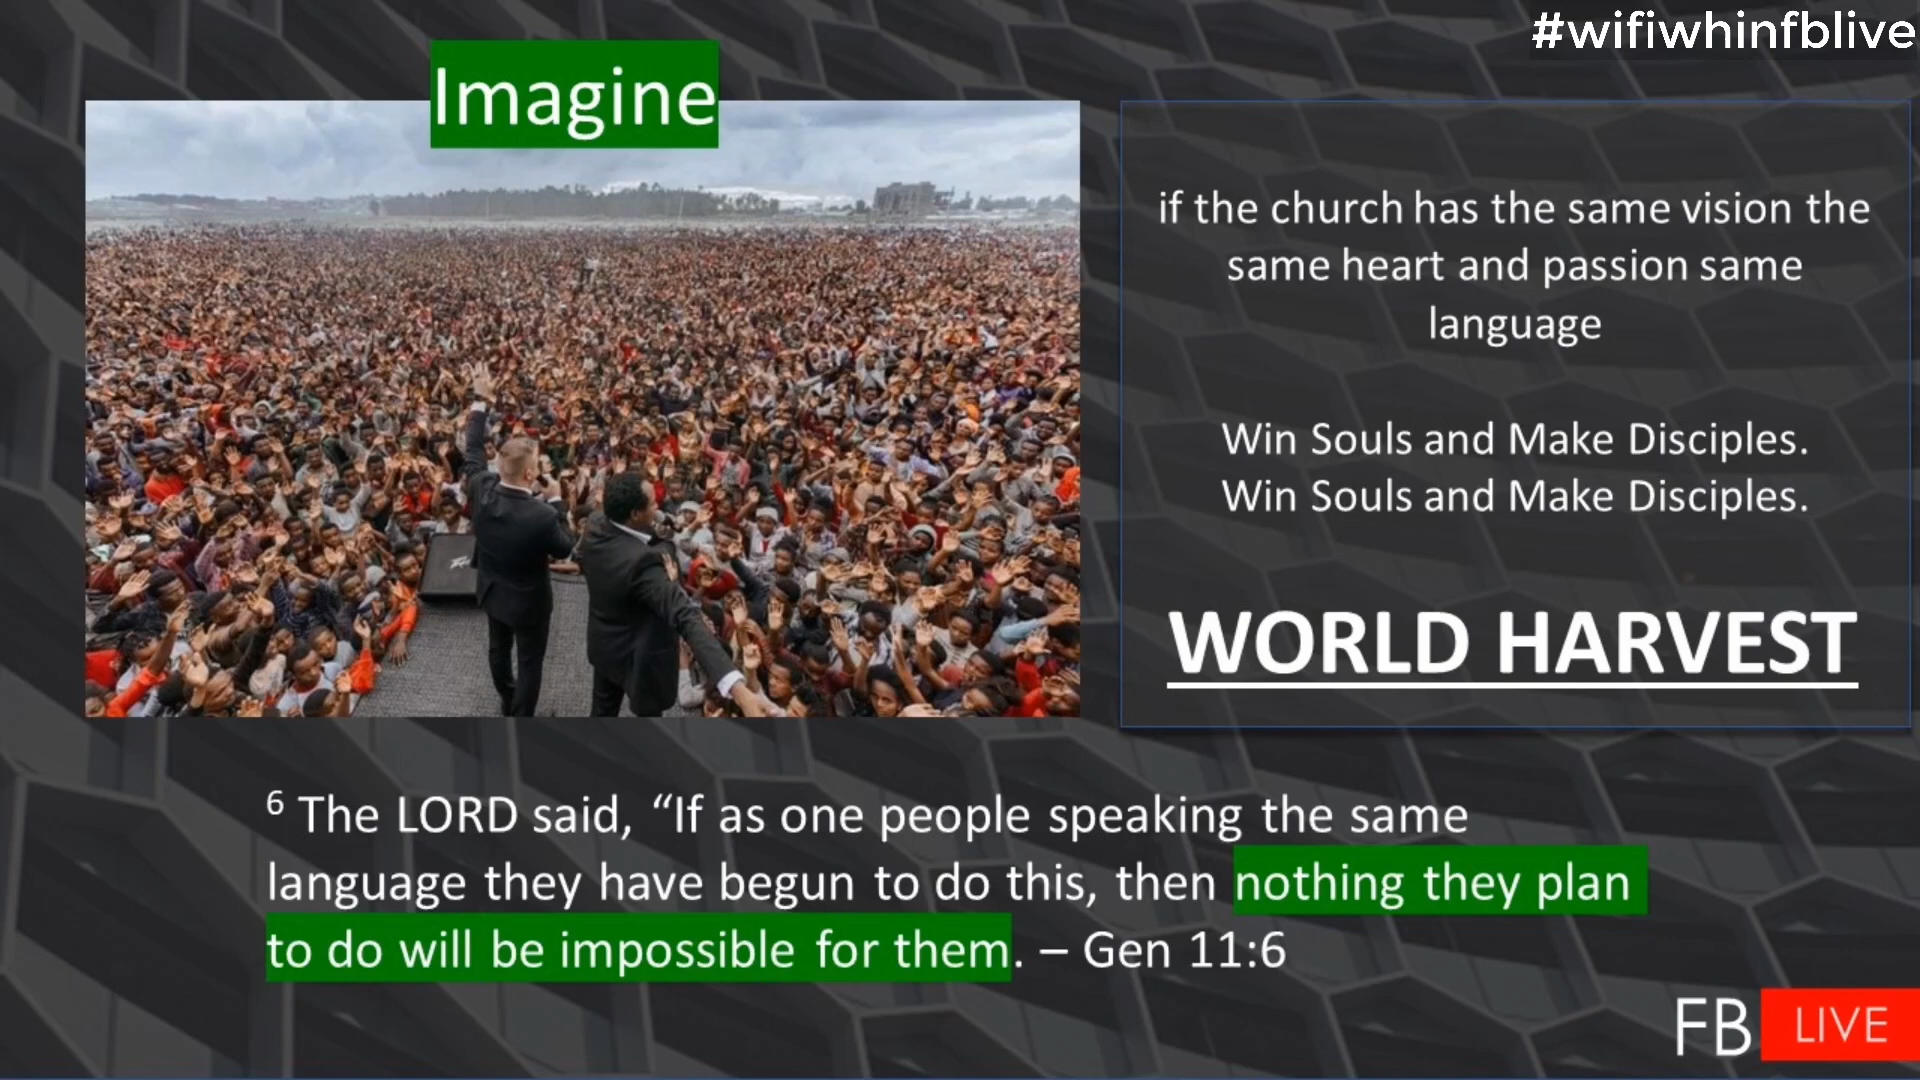 #wifiwhinfblive
Imagine
if the church has the same vision the
same heart and passion same
language
Win Souls and Make Disciples.
Win Souls and Make Disciples.
WORLD HARVEST
6 The LORD said, “If as one people speaking the same
language they have begun to do this, then nothing they plan
to do will be impossible for them. – Gen 11:6
FB LIVE